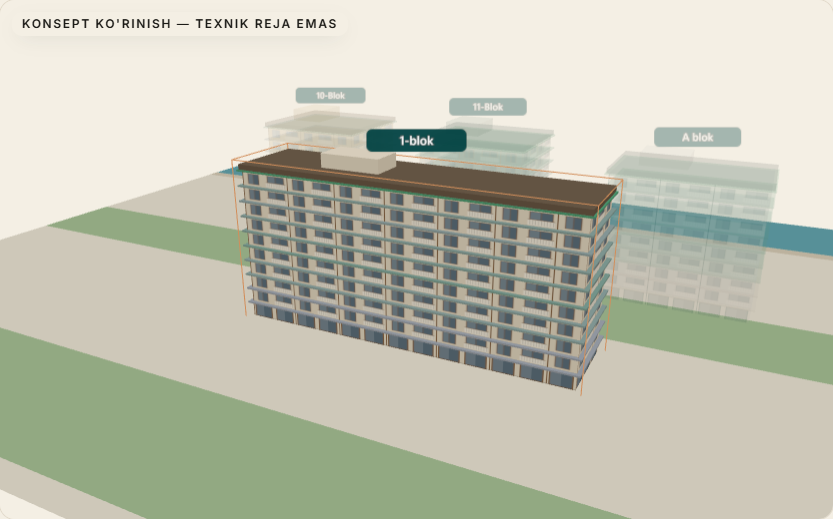 KONSEPT KO'RINISH — TEXNIK REJA EMAS
10-Blok
11-Blok
1-blok
A blok